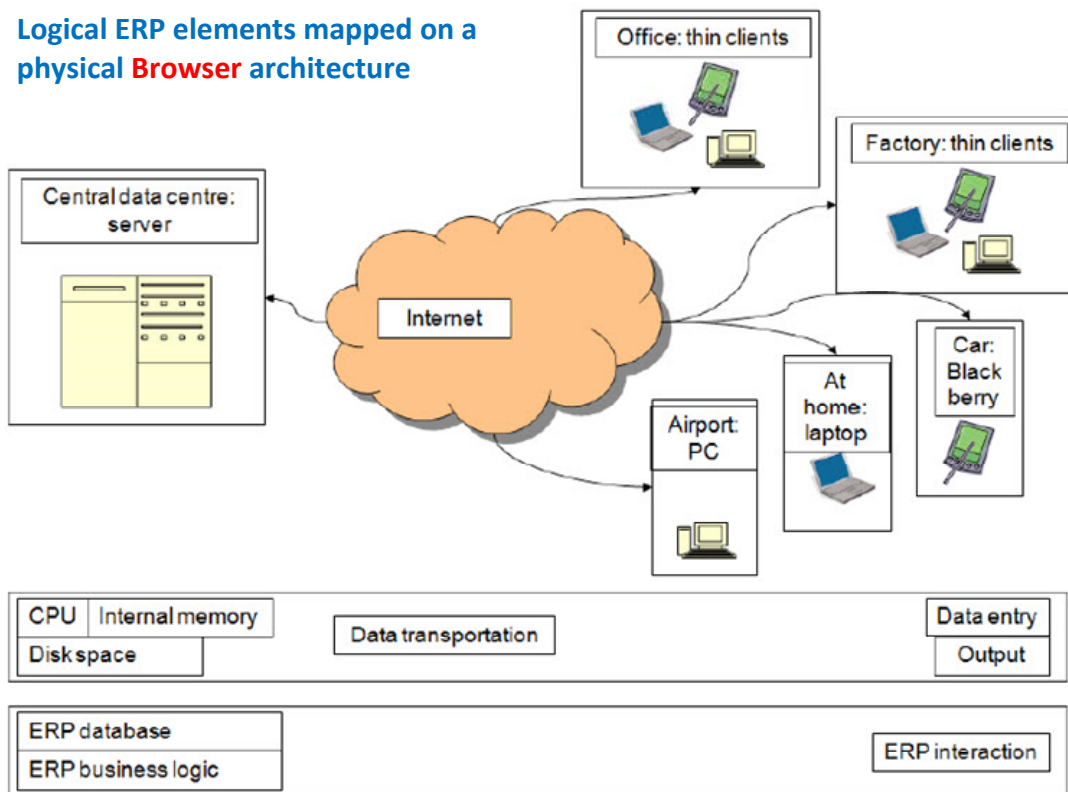 Logical ERP elements mapped on a
physical Browser architecture
Office: thin clients
Factory: thin clients
Central data centre:
server
Internet
Car:
Black
berry
At
home:
laptop
Airport:
PC
CPU
Internal memory
Disk space
Data transportation
Data entry
Output
ERP database
ERP business logic
ERP interaction